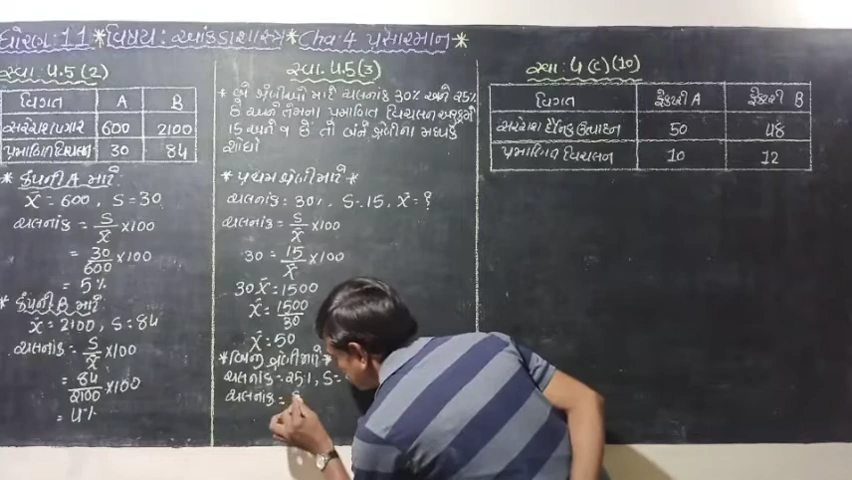 ધોરણ: 11 * વિષય: આંકડાશાસ્ત્ર * Ch: 4 પ્રસારમાન *
સ્વા: 4.5 (2)
વિગત A B
સરેરાશ પગાર 600 2100
પ્રમાણિત વિચલન 30 84
* કંપની A માટે
x̄ = 600, S = 30
ચલનાંક = S/x̄ × 100
= 30/600 × 100
= 5%
* કંપની B માટે
x̄ = 2100, S = 84
ચલનાંક = S/x̄ × 100
= 84/2100 × 100
= 4%
સ્વા: 4.5 (3)
* બે શ્રેણીઓ માટે ચલનાંક 30% અને 25%
છે અને તેમના પ્રમાણિત વિચલન અનુક્રમે
15 અને 9 છે તો બંને શ્રેણીના મધ્યક
શોધો
* પ્રથમ શ્રેણી માટે *
ચલનાંક = 30%, S = 15, x̄ = ?
ચલનાંક = S/x̄ × 100
30 = 15/x̄ × 100
30x̄ = 1500
x̄ = 1500/30
x̄ = 50
* બીજી શ્રેણી માટે *
ચલનાંક = 25%, S =
ચલનાંક =
સ્વા: 4 (c) (10)
વિગત ફેક્ટરી A ફેક્ટરી B
સરેરાશ દૈનિક ઉત્પાદન 50 48
પ્રમાણિત વિચલન 10 12